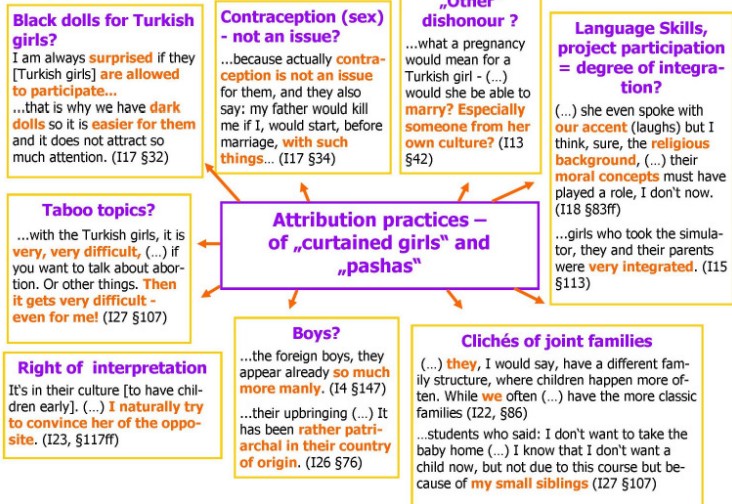 Black dolls for Turkish
girls?
I am always surprised if they
[Turkish girls] are allowed
to participate...
...that is why we have dark
dolls so it is easier for them
and it does not attract so
much attention. (I17 §32)
Contraception (sex)
- not an issue?
...because actually contra-
ception is not an issue
for them, and they also
say: my father would kill
me if I, would start, before
marriage, with such
things... (I17 §34)
„Other
dishonour ?
...what a pregnancy
would mean for a
Turkish girl - (...)
would she be able to
marry? Especially
someone from her
own culture? (I13
§42)
Language Skills,
project participation
= degree of integra-
tion?
(...) she even spoke with
our accent (laughs) but I
think, sure, the religious
background, (...) their
moral concepts must have
played a role, I don't now.
(I18 §83ff)
...girls who took the simula-
tor, they and their parents
were very integrated. (I15
§113)
Taboo topics?
...with the Turkish girls, it is
very, very difficult, (...) if
you want to talk about abor-
tion. Or other things. Then
it gets very difficult -
even for me! (I27 §107)
Attribution practices –
of „curtained girls“ and
„pashas“
Right of interpretation
It's in their culture [to have chil-
dren early]. (...) I naturally try
to convince her of the oppo-
site. (I23, §117ff)
Boys?
...the foreign boys, they
appear already so much
more manly. (I4 §147)
...their upbringing (...) It
has been rather patri-
archal in their country
of origin. (I26 §76)
Clichés of joint families
(...) they, I would say, have a different fam-
ily structure, where children happen more of-
ten. While we often (...) have the more classic
families (I22, §86)
...students who said: I don't want to take the
baby home (...) I know that I don't want a
child now, but not due to this course but be-
cause of my small siblings (I27 §107)